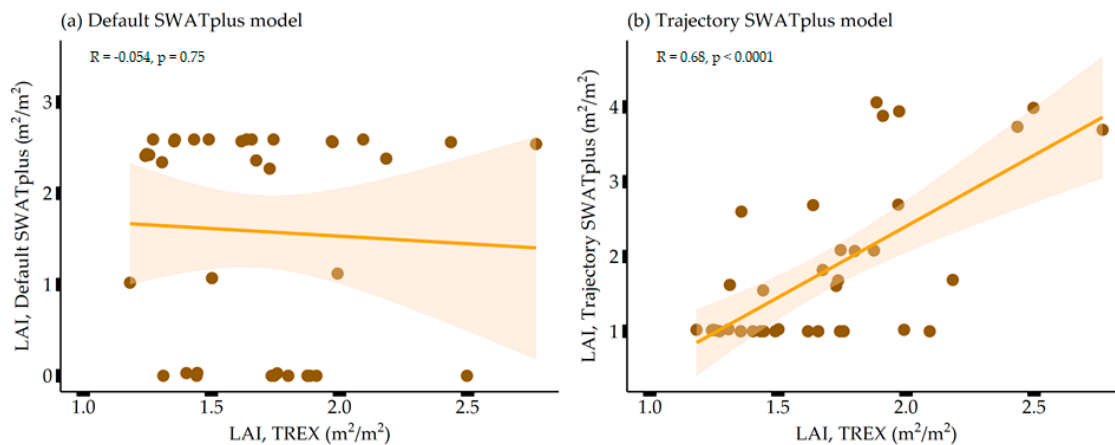 (a) Default SWATplus model
R = -0.054, p = 0.75
LAI, Default SWATplus (m²/m²)
3
2
1
0
1.0 1.5 2.0 2.5
LAI, TREX (m²/m²)
(b) Trajectory SWATplus model
R = 0.68, p < 0.0001
LAI, Trajectory SWATplus (m²/m²)
4
3
2
1
1.0 1.5 2.0 2.5
LAI, TREX (m²/m²)